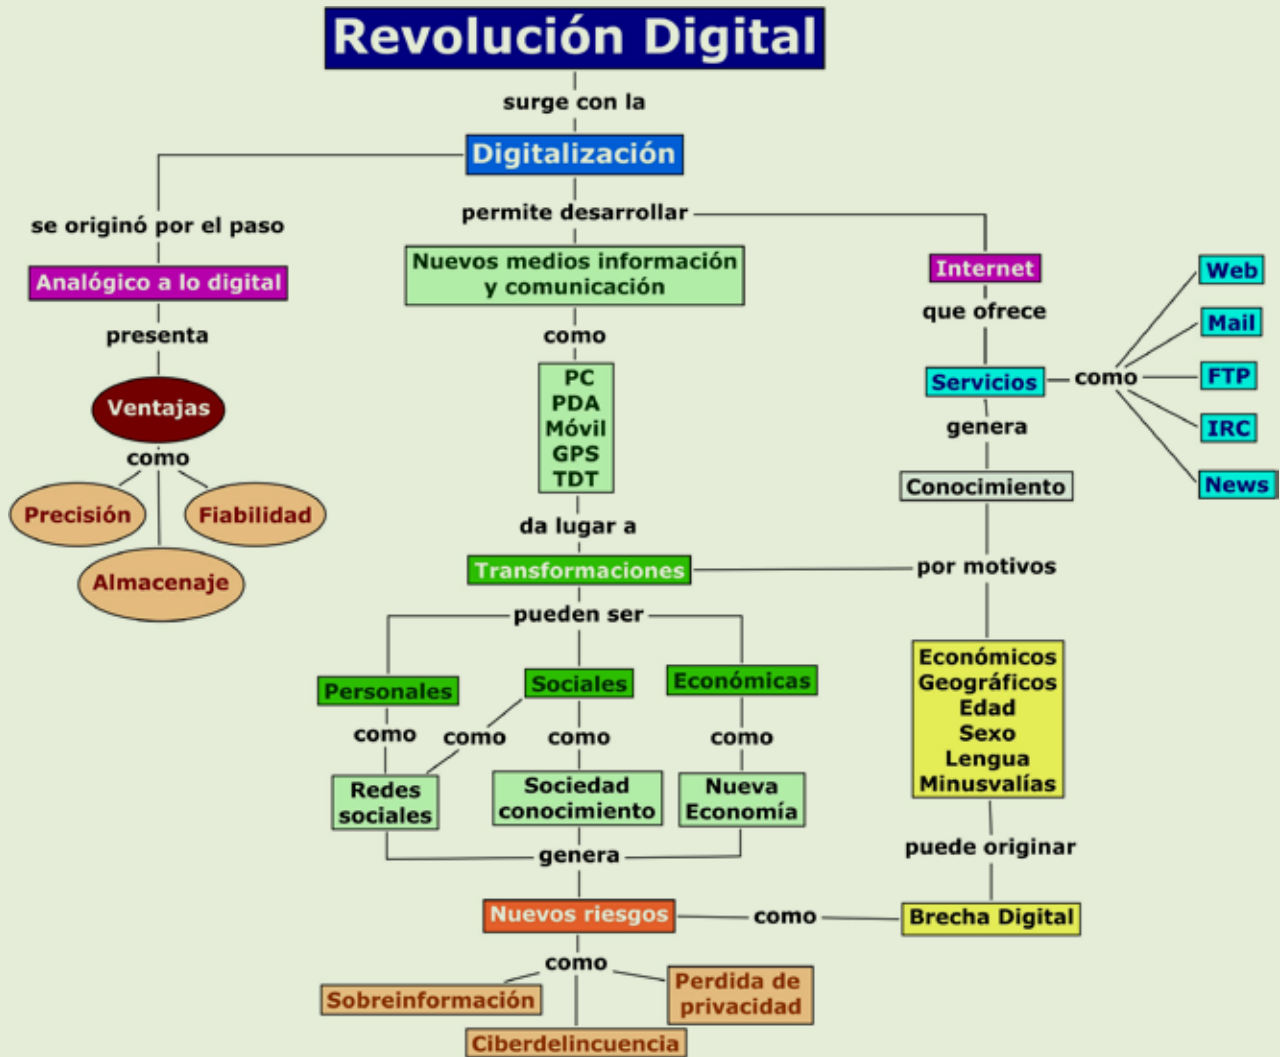 Revolución Digital
surge con la
Digitalización
se originó por el paso
permite desarrollar
Analógico a lo digital
Nuevos medios información
y comunicación
Internet
presenta
como
que ofrece
Ventajas
como
Precisión
Fiabilidad
Almacenaje
PC
PDA
Móvil
GPS
TDT
Servicios
como
Web
Mail
FTP
IRC
News
genera
Conocimiento
da lugar a
Transformaciones
por motivos
pueden ser
Personales
Sociales
Económicas
como
como
como
como
Redes
sociales
Sociedad
conocimiento
Nueva
Economía
Económicos
Geográficos
Edad
Sexo
Lengua
Minusvalías
genera
puede originar
Nuevos riesgos
como
Brecha Digital
como
Sobreinformación
Perdida de
privacidad
Ciberdelincuencia